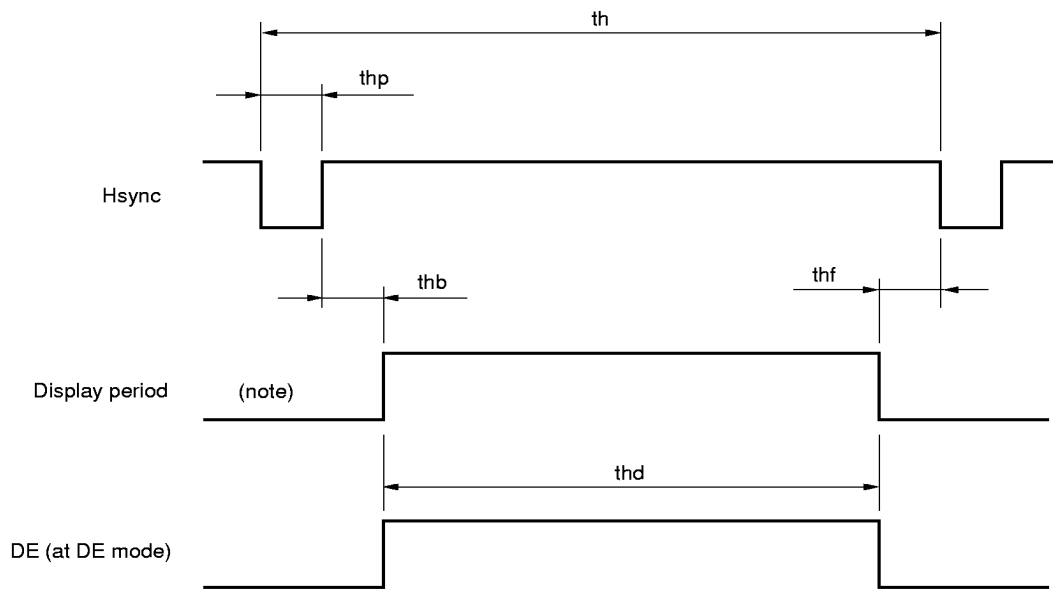 th
thp
Hsync
thb
thf
Display period
(note)
thd
DE (at DE mode)